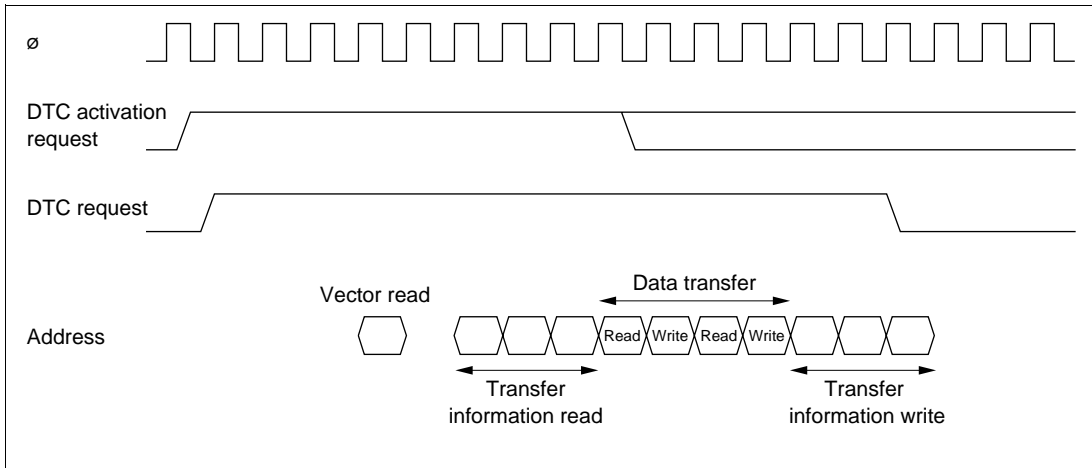 ø
DTC activation
request
DTC request
Data transfer
Vector read
Address
Read Write Read Write
Transfer
information read
Transfer
information write